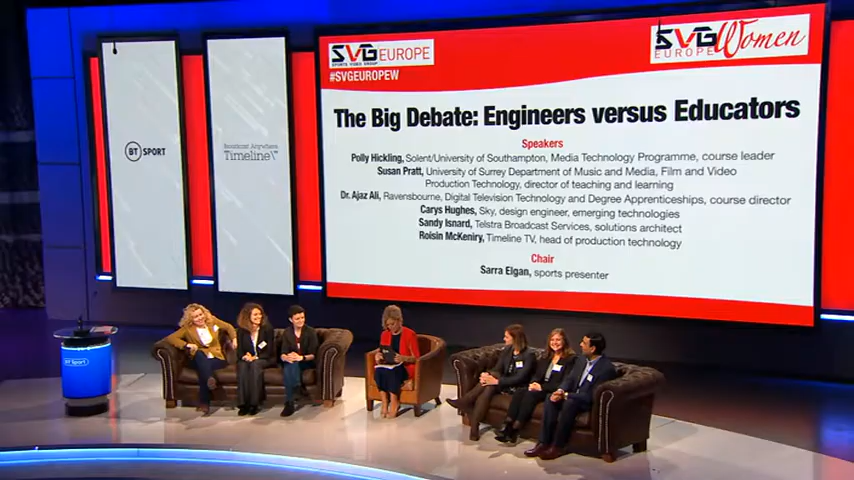 SVG EUROPE
SPORTS VIDEO GROUP
#SVGEUROPEW
SVG EUROPE Women
The Big Debate: Engineers versus Educators
Speakers
Polly Hickling, Solent/University of Southampton, Media Technology Programme, course leader
Susan Pratt, University of Surrey Department of Music and Media, Film and Video
Production Technology, director of teaching and learning
Dr. Ajaz Ali, Ravensbourne, Digital Television Technology and Degree Apprenticeships, course director
Carys Hughes, Sky, design engineer, emerging technologies
Sandy Isnard, Telstra Broadcast Services, solutions architect
Roisin McKeniry, Timeline TV, head of production technology
Chair
Sarra Elgan, sports presenter
BT SPORT
Broadcast Anywhere
Timeline TV
BT Sport